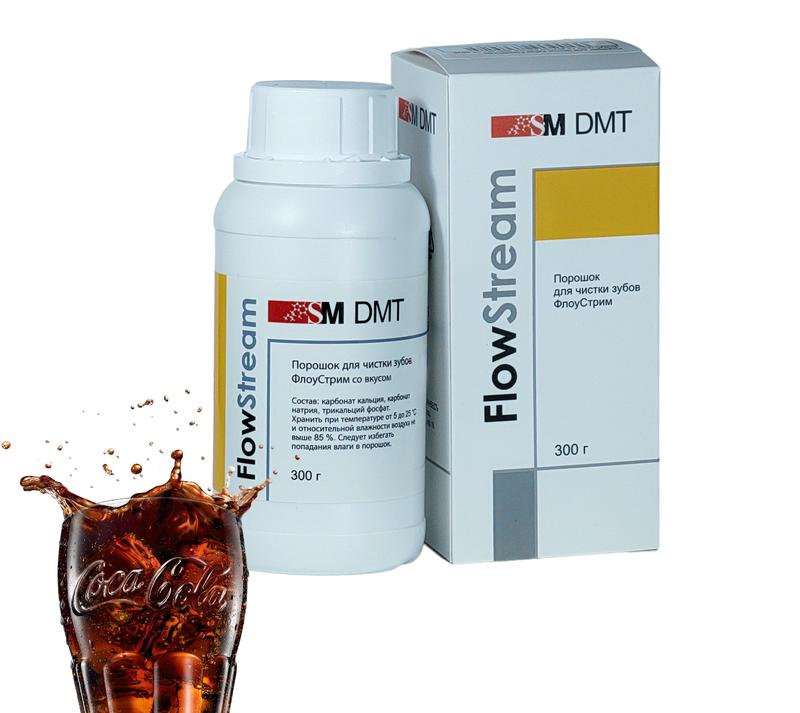 SM DMT
FlowStream
Порошок для чистки зубов
ФлоуСтрим со вкусом
Состав: карбонат кальция, карбонат
натрия, трикальций фосфат.
Хранить при температуре от 5 до 25 °С
и относительной влажности воздуха не
выше 85 %. Следует избегать
попадания влаги в порошок.
300 г
SM DMT
SM DMT
FlowStream
Порошок
для чистки зубов
ФлоуСтрим
300 г
Coca-Cola